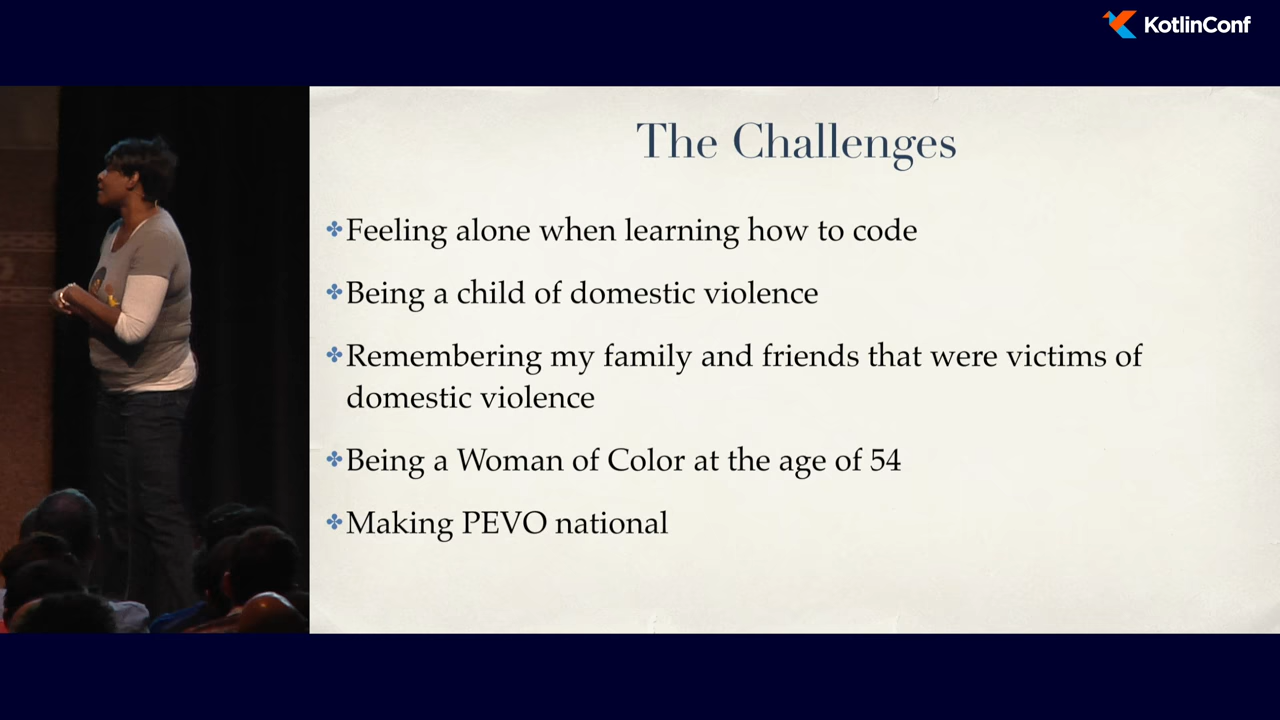 KotlinConf
The Challenges
Feeling alone when learning how to code
Being a child of domestic violence
Remembering my family and friends that were victims of
domestic violence
Being a Woman of Color at the age of 54
Making PEVO national